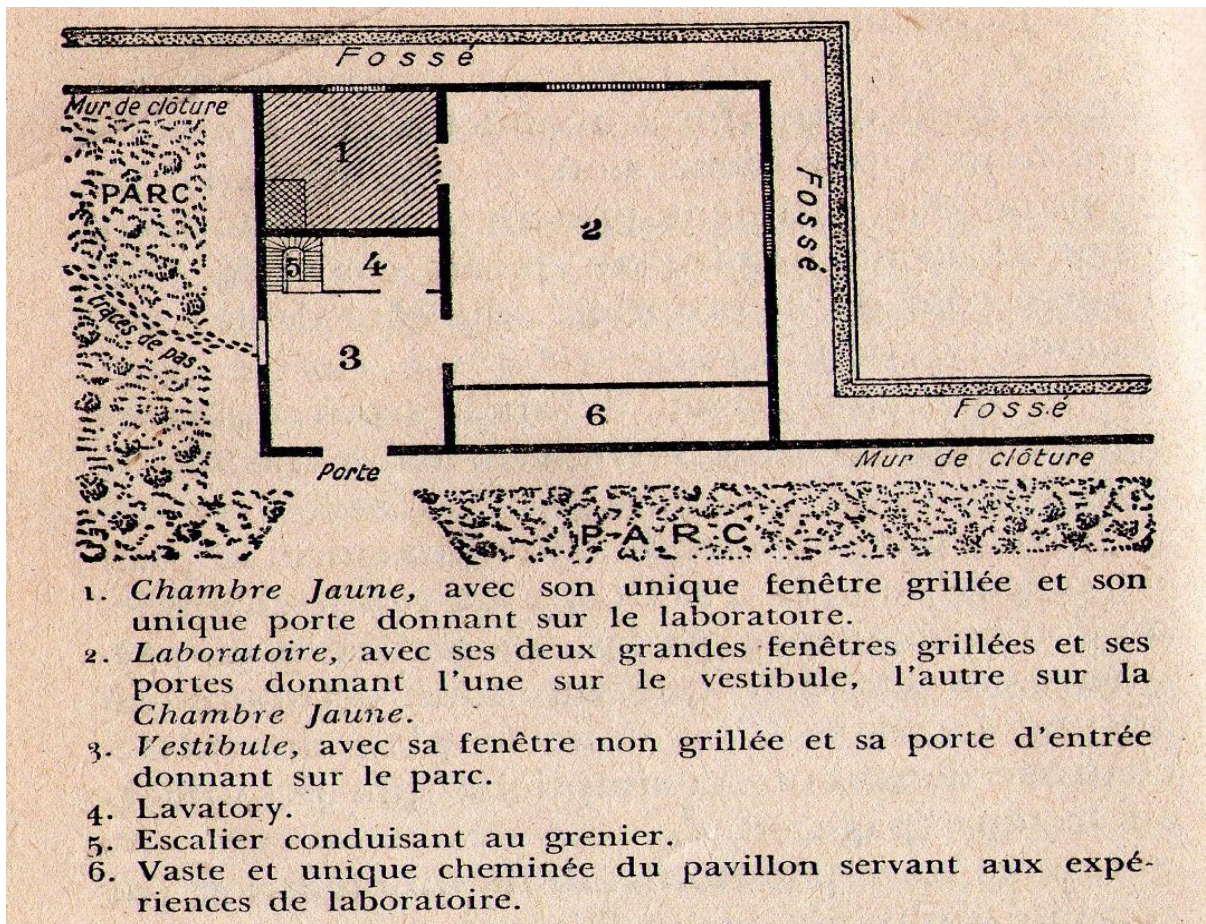 Fossé
Mur de clôture
PARC
1
2
Fossé
5
4
traces de pas
3
6
Fossé
Porte
Mur de clôture
PARC
1. Chambre Jaune, avec son unique fenêtre grillée et son
unique porte donnant sur le laboratoire.
2. Laboratoire, avec ses deux grandes fenêtres grillées et ses
portes donnant l'une sur le vestibule, l'autre sur la
Chambre Jaune.
3. Vestibule, avec sa fenêtre non grillée et sa porte d'entrée
donnant sur le parc.
4. Lavatory.
5. Escalier conduisant au grenier.
6. Vaste et unique cheminée du pavillon servant aux expé-
riences de laboratoire.